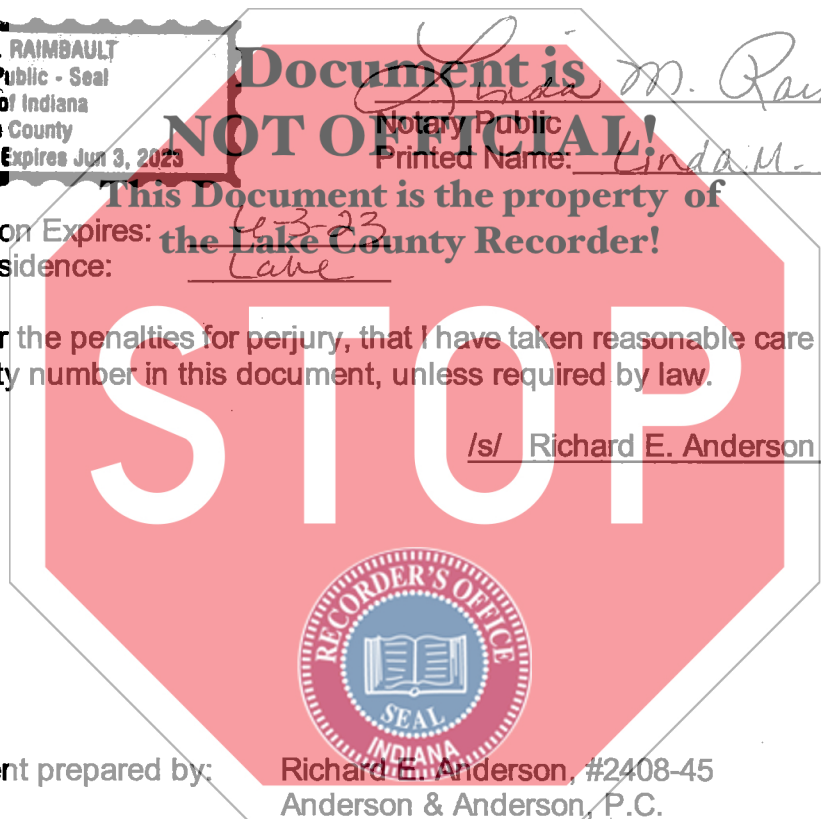 RAIMBAULT
Public - Seal
of Indiana
County
Expires Jun 3, 2023
Document is
NOT OFFICIAL!
This Document is the property of
the Lake County Recorder!
Linda M. Rai
Notary Public
Printed Name: Linda M.
on Expires: 6-3-23
sidence: Lake
r the penalties for perjury, that I have taken reasonable care
ty number in this document, unless required by law.
STOP
/s/ Richard E. Anderson
RECORDER'S OFFICE
SEAL
INDIANA
nt prepared by: Richard E. Anderson, #2408-45
Anderson & Anderson, P.C.